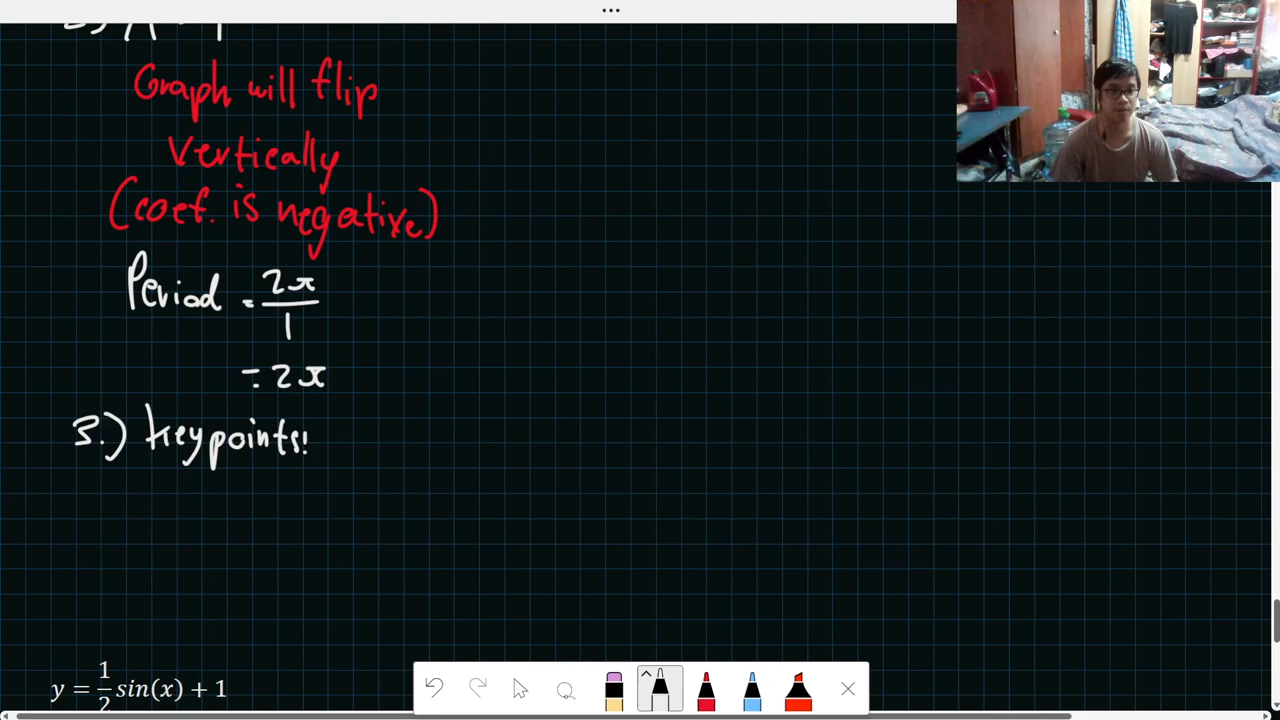 Graph will flip
vertically
(coef. is negative)
Period = 2π
1
= 2π
3.) Keypoints:
y = 1/2 sin(x) + 1